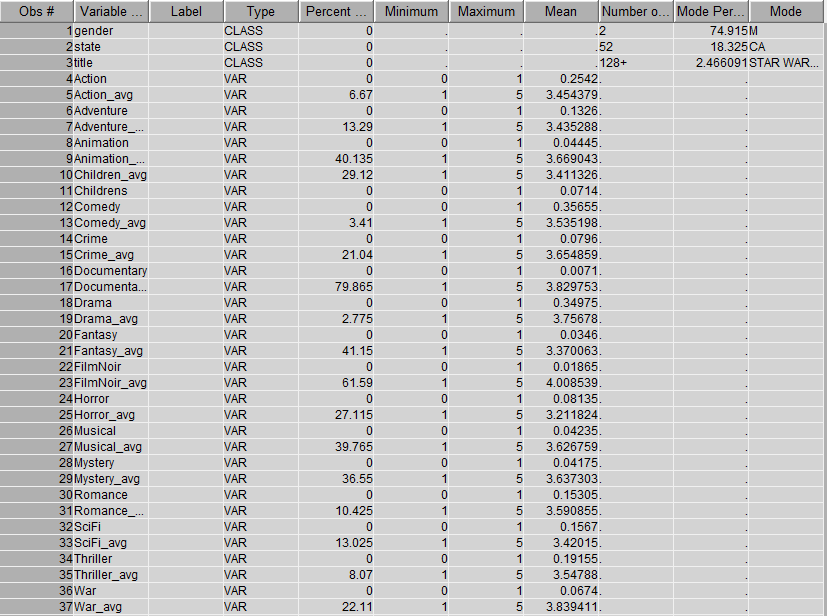 Obs # Variable ... Label Type Percent ... Minimum Maximum Mean Number o... Mode Per... Mode
1 gender CLASS 0 . . . 2 74.915 M
2 state CLASS 0 . . . 52 18.325 CA
3 title CLASS 0 . . . 128+ 2.466091 STAR WAR...
4 Action VAR 0 0 1 0.2542 . .
5 Action_avg VAR 6.67 1 5 3.454379 . .
6 Adventure VAR 0 0 1 0.1326 . .
7 Adventure_... VAR 13.29 1 5 3.435288 . .
8 Animation VAR 0 0 1 0.04445 . .
9 Animation_... VAR 40.135 1 5 3.669043 . .
10 Children_avg VAR 29.12 1 5 3.411326 . .
11 Childrens VAR 0 0 1 0.0714 . .
12 Comedy VAR 0 0 1 0.35655 . .
13 Comedy_avg VAR 3.41 1 5 3.535198 . .
14 Crime VAR 0 0 1 0.0796 . .
15 Crime_avg VAR 21.04 1 5 3.654859 . .
16 Documentary VAR 0 0 1 0.0071 . .
17 Documenta... VAR 79.865 1 5 3.829753 . .
18 Drama VAR 0 0 1 0.34975 . .
19 Drama_avg VAR 2.775 1 5 3.75678 . .
20 Fantasy VAR 0 0 1 0.0346 . .
21 Fantasy_avg VAR 41.15 1 5 3.370063 . .
22 FilmNoir VAR 0 0 1 0.01865 . .
23 FilmNoir_avg VAR 61.59 1 5 4.008539 . .
24 Horror VAR 0 0 1 0.08135 . .
25 Horror_avg VAR 27.115 1 5 3.211824 . .
26 Musical VAR 0 0 1 0.04235 . .
27 Musical_avg VAR 39.765 1 5 3.626759 . .
28 Mystery VAR 0 0 1 0.04175 . .
29 Mystery_avg VAR 36.55 1 5 3.637303 . .
30 Romance VAR 0 0 1 0.15305 . .
31 Romance_... VAR 10.425 1 5 3.590855 . .
32 SciFi VAR 0 0 1 0.1567 . .
33 SciFi_avg VAR 13.025 1 5 3.42015 . .
34 Thriller VAR 0 0 1 0.19155 . .
35 Thriller_avg VAR 8.07 1 5 3.54788 . .
36 War VAR 0 0 1 0.0674 . .
37 War_avg VAR 22.11 1 5 3.839411 . .